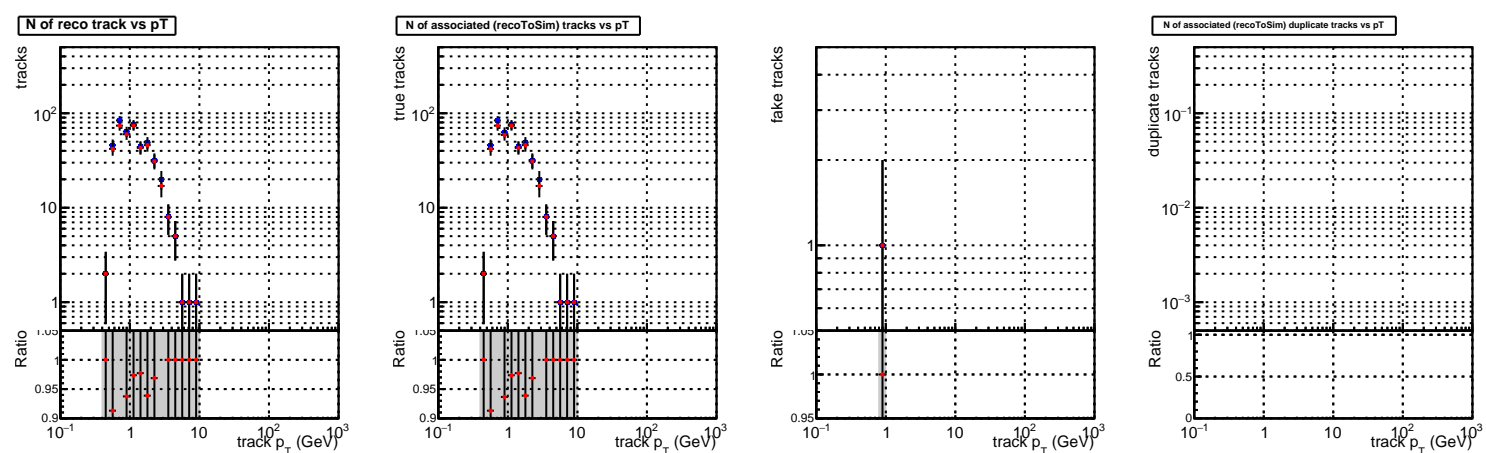 N of reco track vs pT
tracks
10²
10
1
Ratio
1.05
1
0.95
0.9
10⁻¹ 1 10 10² 10³
track p_T (GeV)
N of associated (recoToSim) tracks vs pT
true tracks
10²
10
1
Ratio
1.05
1
0.95
0.9
10⁻¹ 1 10 10² 10³
track p_T (GeV)
fake tracks
1
Ratio
1.05
1
0.95
10⁻¹ 1 10 10² 10³
track p_T (GeV)
N of associated (recoToSim) duplicate tracks vs pT
duplicate tracks
10⁻¹
10⁻²
10⁻³
Ratio
1
0.5
0
10⁻¹ 1 10 10² 10³
track p_T (GeV)